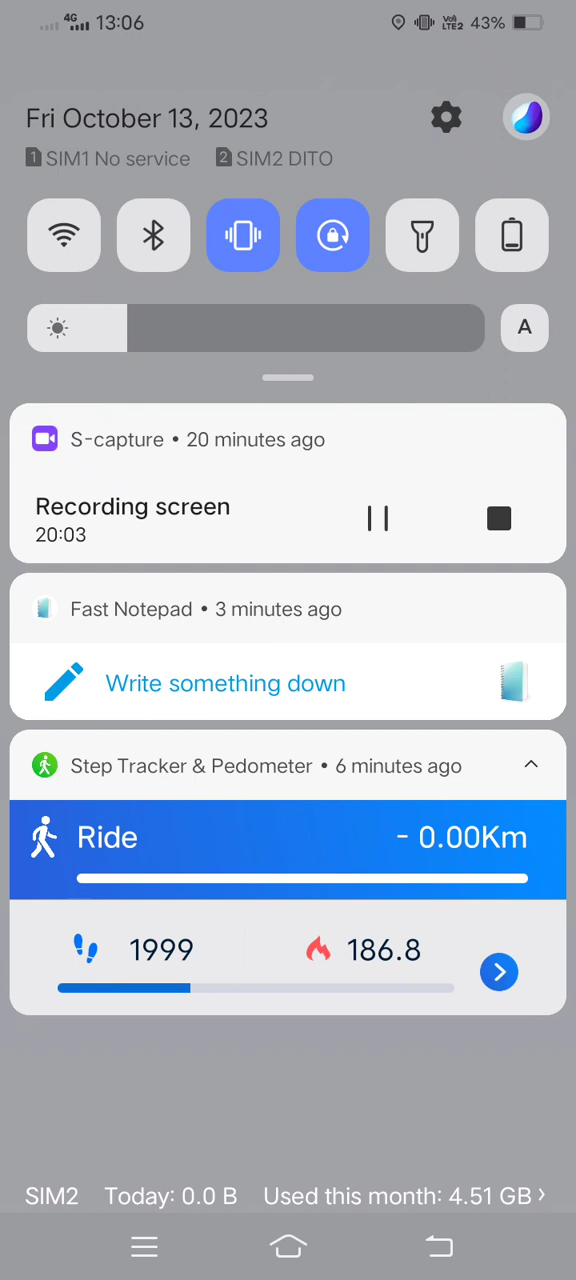 4G 13:06 Vo) LTE2 43%
Fri October 13, 2023
1 SIM1 No service 2 SIM2 DITO
A
S-capture • 20 minutes ago
Recording screen
20:03
Fast Notepad • 3 minutes ago
Write something down
Step Tracker & Pedometer • 6 minutes ago
Ride - 0.00Km
1999 186.8
SIM2 Today: 0.0 B Used this month: 4.51 GB ›